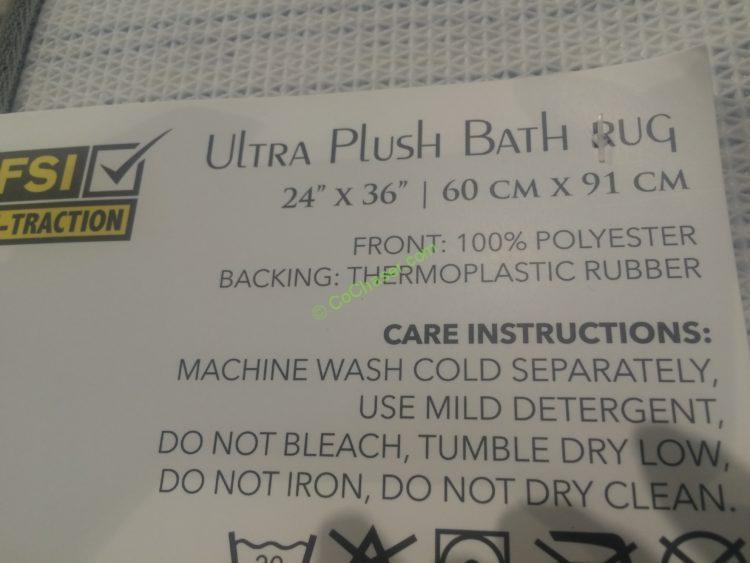 FSI
-TRACTION
ULTRA PLUSH BATH RUG
24" X 36" | 60 CM X 91 CM
FRONT: 100% POLYESTER
BACKING: THERMOPLASTIC RUBBER
© CoChaser.com
CARE INSTRUCTIONS:
MACHINE WASH COLD SEPARATELY,
USE MILD DETERGENT,
DO NOT BLEACH, TUMBLE DRY LOW,
DO NOT IRON, DO NOT DRY CLEAN.